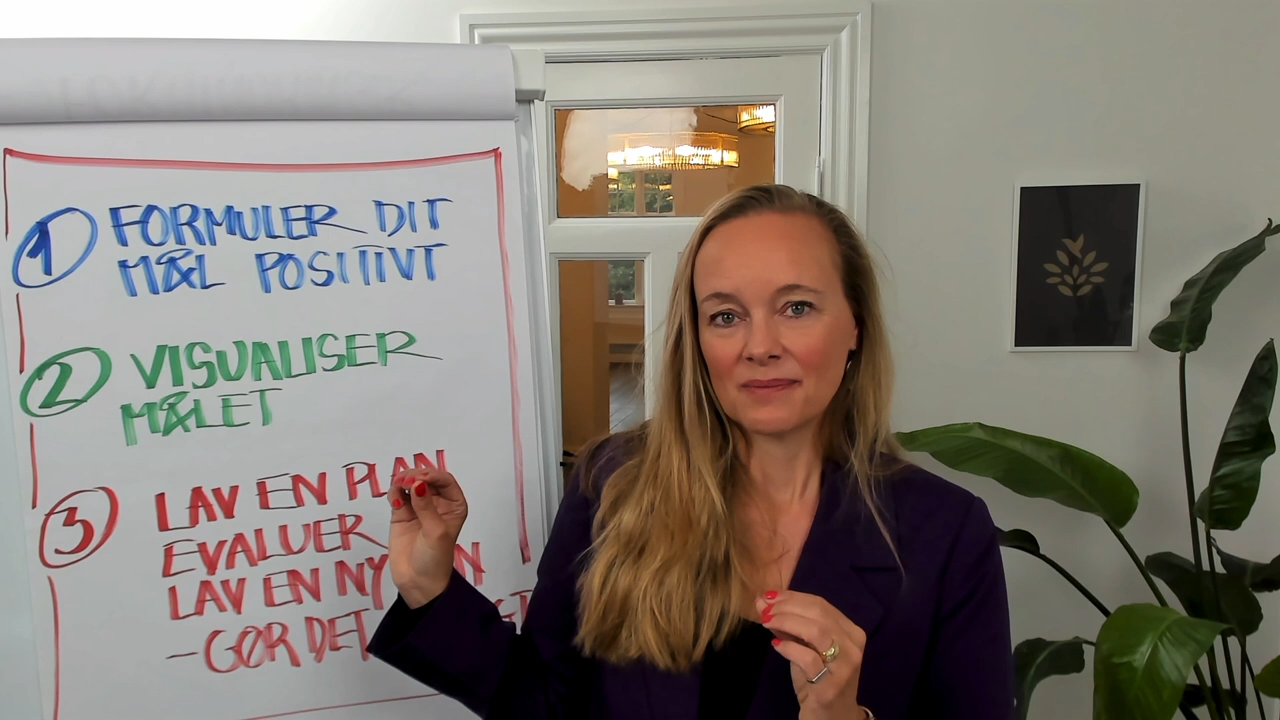 1 FORMULER DIT
MÅL POSITIVT
2 VISUALISER
MÅLET
3 LAV EN PLAN
EVALUER
LAV EN NY
- GØR DET